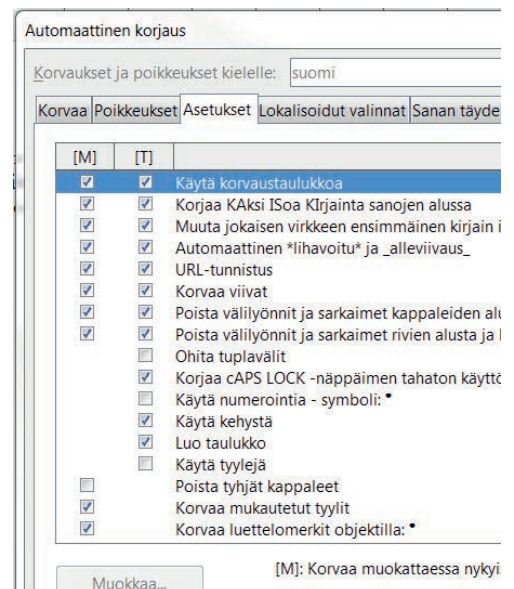 Automaattinen korjaus
Korvaukset ja poikkeukset kielelle: suomi
Korvaa Poikkeukset Asetukset Lokalisoidut valinnat Sanan täyde
[M] [T]
Käytä korvaustaulukkoa
Korjaa KAksi ISoa KIrjainta sanojen alussa
Muuta jokaisen virkkeen ensimmäinen kirjain i
Automaattinen *lihavoitu* ja _alleviivaus_
URL-tunnistus
Korvaa viivat
Poista välilyönnit ja sarkaimet kappaleiden alu
Poista välilyönnit ja sarkaimet rivien alusta ja
Ohita tuplavälit
Korjaa cAPS LOCK -näppäimen tahaton käyttö
Käytä numerointia - symboli: •
Käytä kehystä
Luo taulukko
Käytä tyylejä
Poista tyhjät kappaleet
Korvaa mukautetut tyylit
Korvaa luettelomerkit objektilla: •
[M]: Korvaa muokattaessa nykyi
Muokkaa...